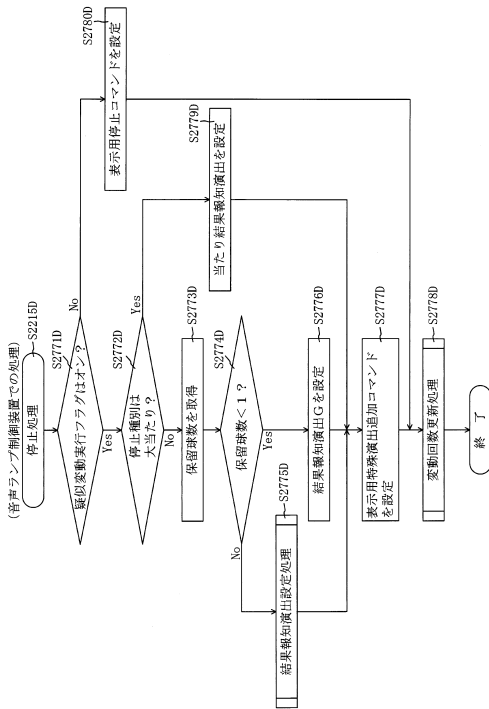 (音声ランプ制御装置での処理)
停止処理
S2215D
S2771D
疑似変動実行フラグはオン?
No
Yes
S2780D
表示用停止コマンドを設定
S2772D
停止種別は
大当たり?
Yes
No
S2779D
当たり結果報知演出を設定
S2773D
保留球数を取得
S2774D
保留球数<1?
No
Yes
S2775D
結果報知演出設定処理
S2776D
結果報知演出Gを設定
S2777D
表示用特殊演出追加コマンド
を設定
S2778D
変動回数更新処理
終 了